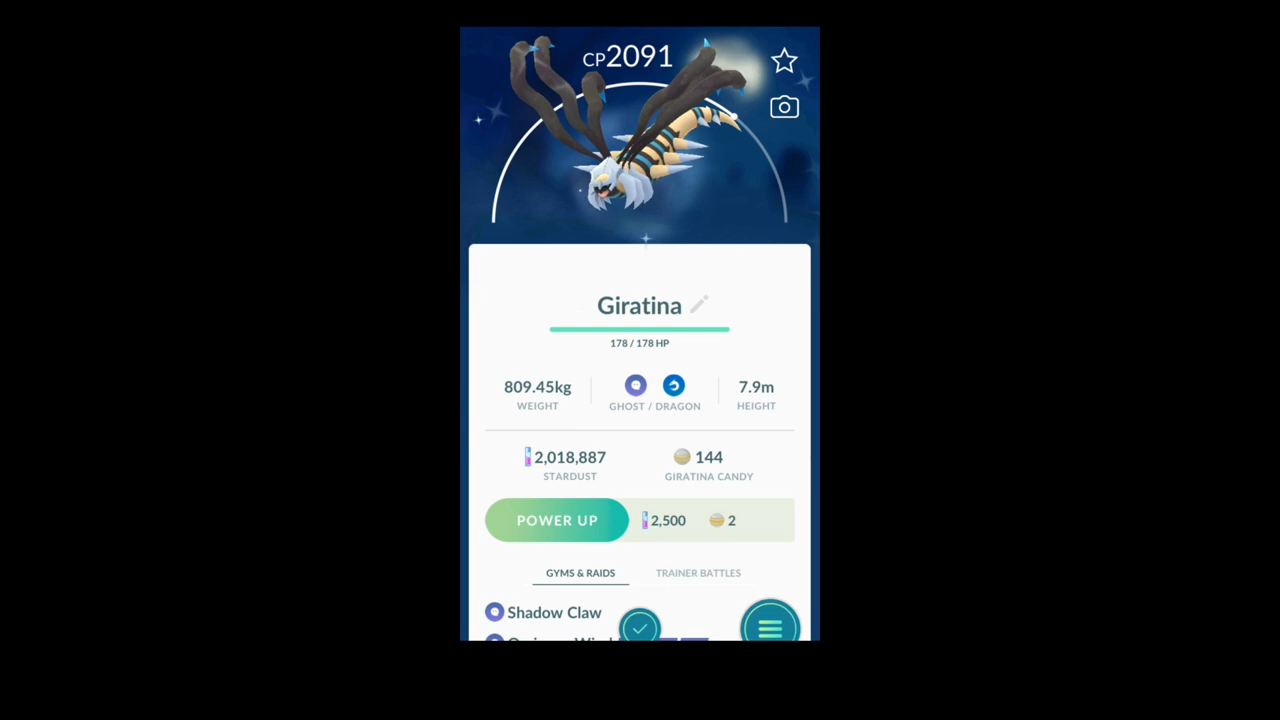 CP2091
Giratina
178 / 178 HP
809.45kg
WEIGHT
GHOST / DRAGON
7.9m
HEIGHT
2,018,887
STARDUST
144
GIRATINA CANDY
POWER UP
2,500
2
GYMS & RAIDS
TRAINER BATTLES
Shadow Claw